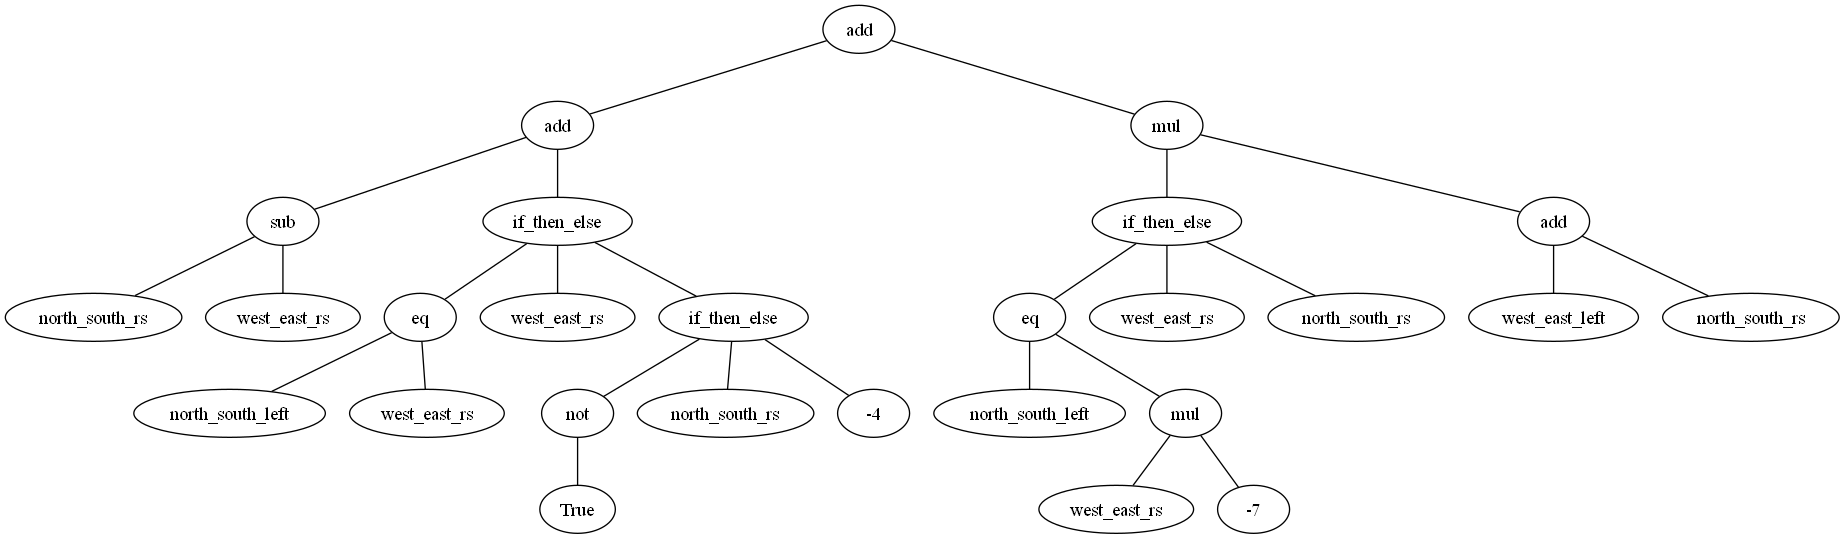 add
add
mul
sub
if_then_else
if_then_else
add
north_south_rs
west_east_rs
eq
west_east_rs
if_then_else
eq
west_east_rs
north_south_rs
west_east_left
north_south_rs
north_south_left
west_east_rs
not
north_south_rs
-4
north_south_left
mul
True
west_east_rs
-7